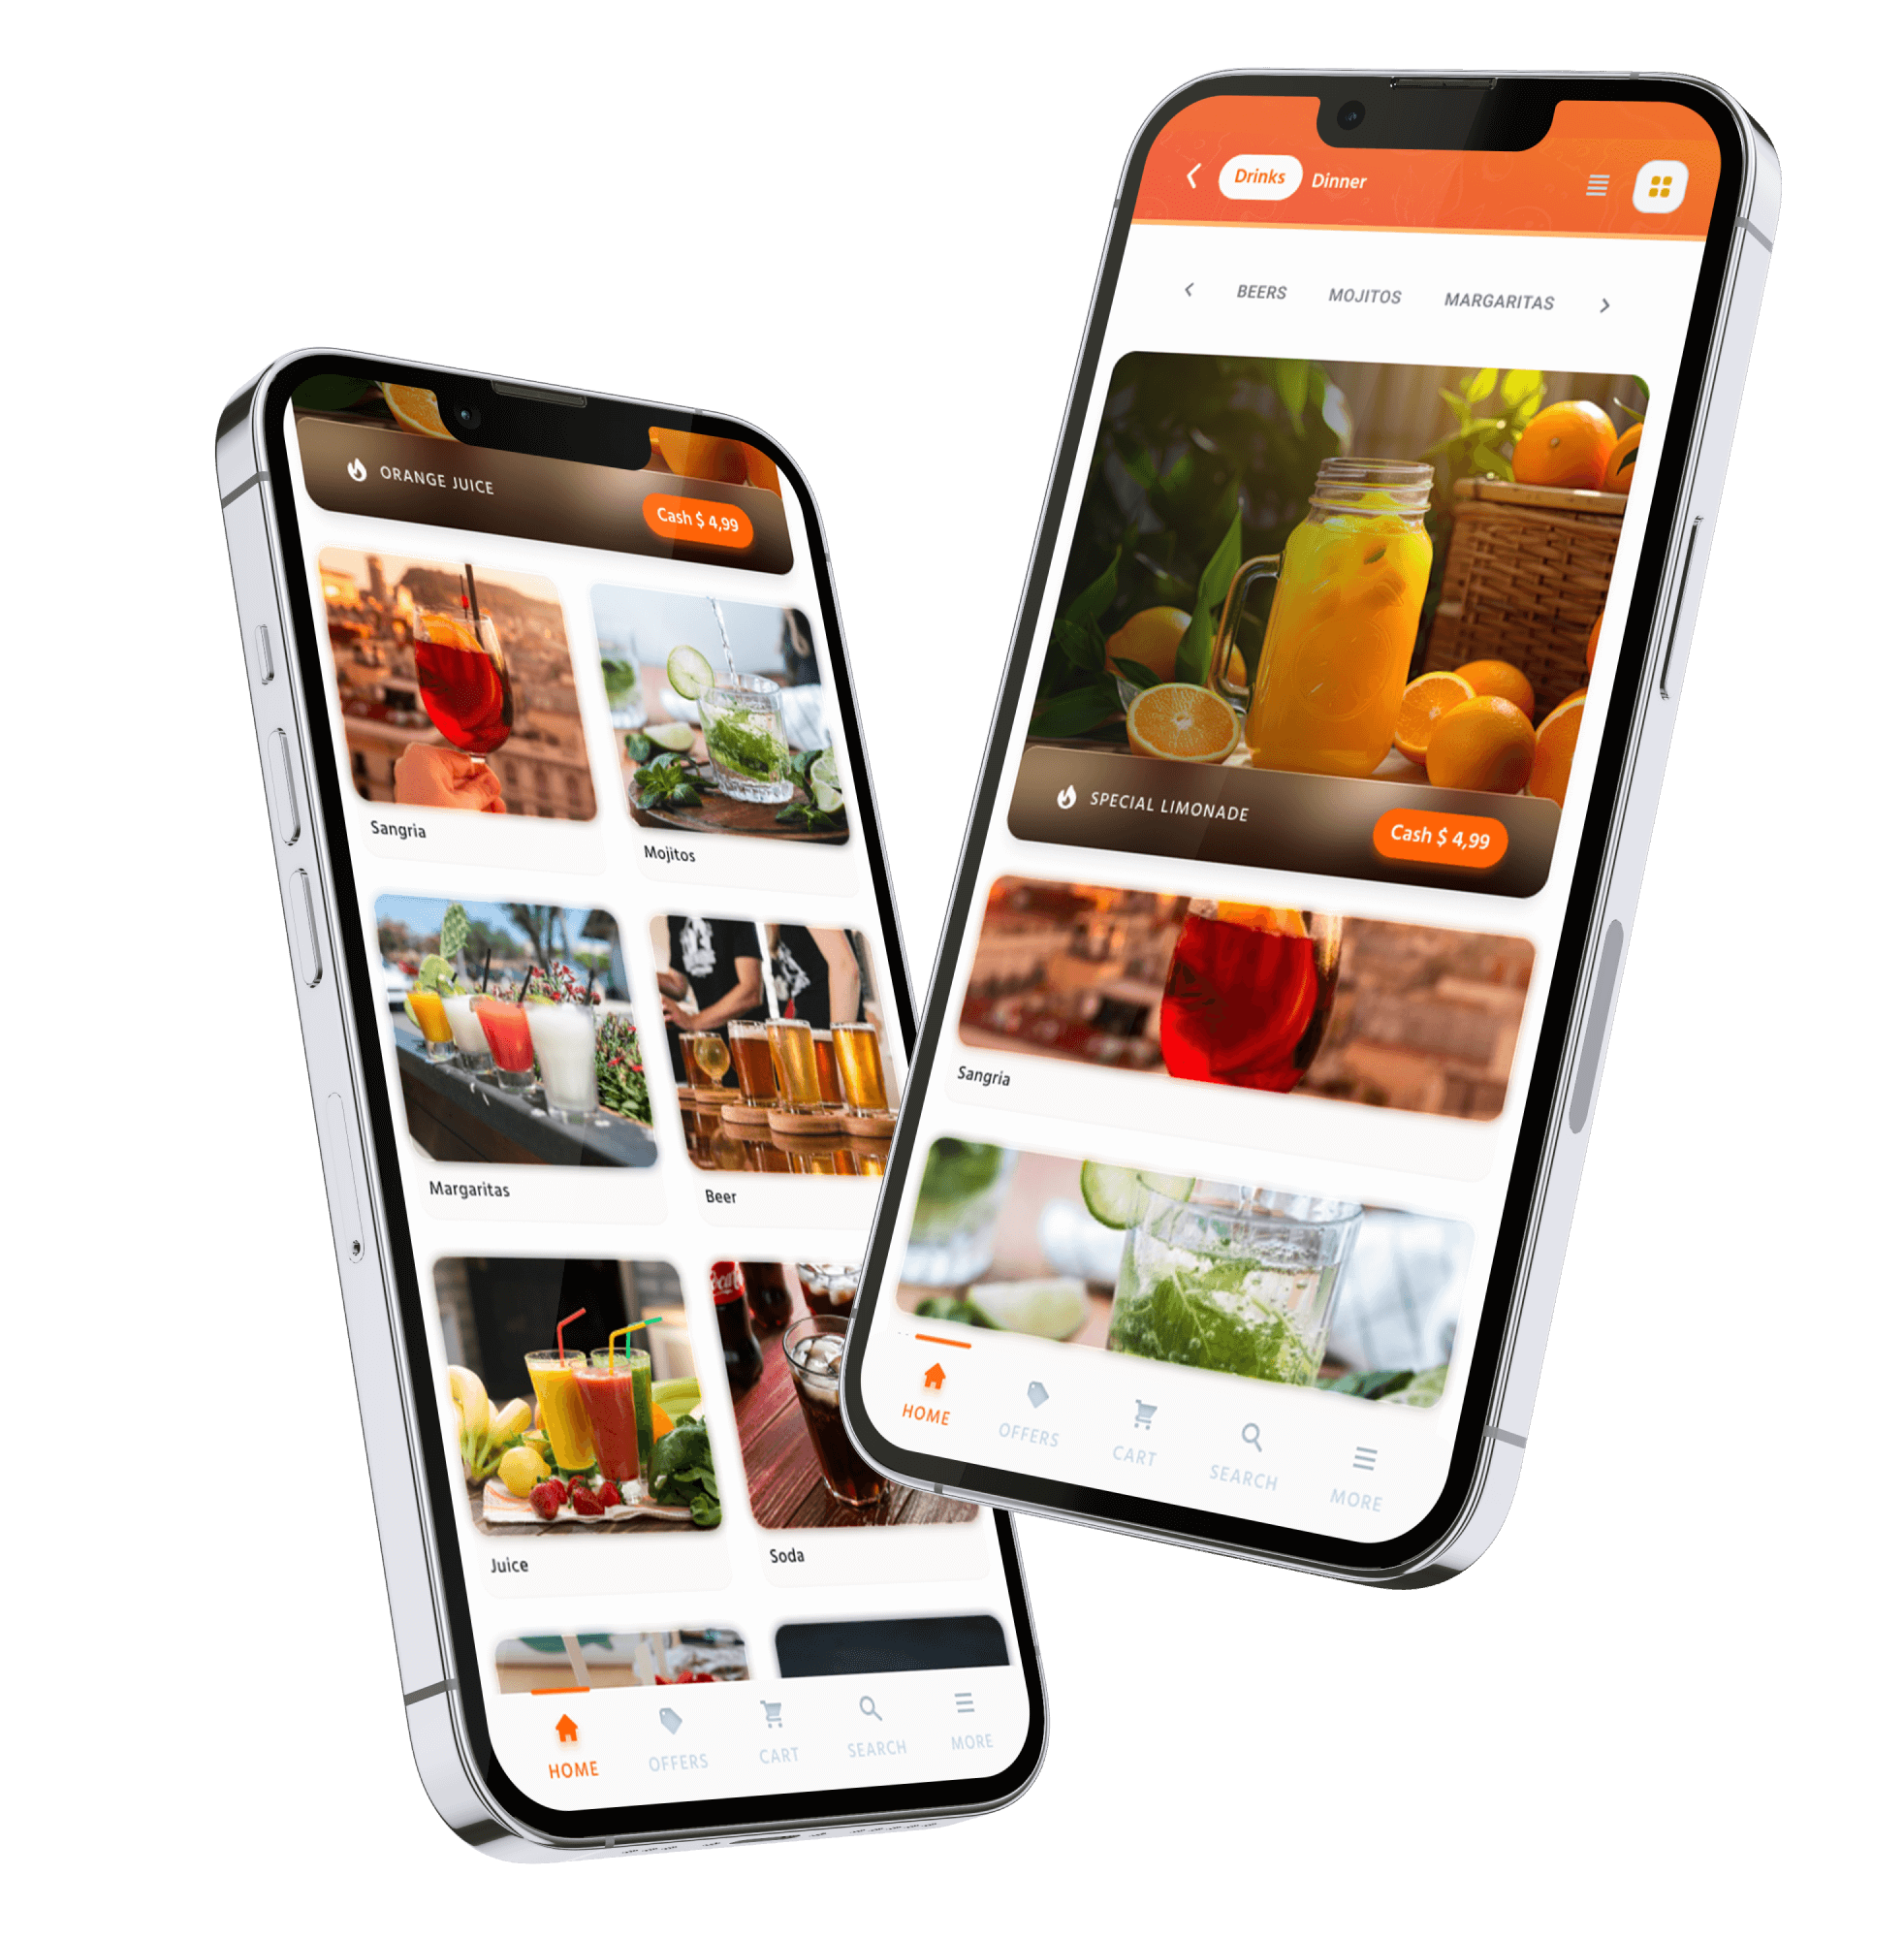 ORANGE JUICE
Cash $ 4,99
Sangria
Mojitos
Margaritas
Beer
Juice
Soda
HOME
OFFERS
CART
SEARCH
MORE
Drinks
Dinner
BEERS
MOJITOS
MARGARITAS
SPECIAL LIMONADE
Cash $ 4,99
Sangria
HOME
OFFERS
CART
SEARCH
MORE